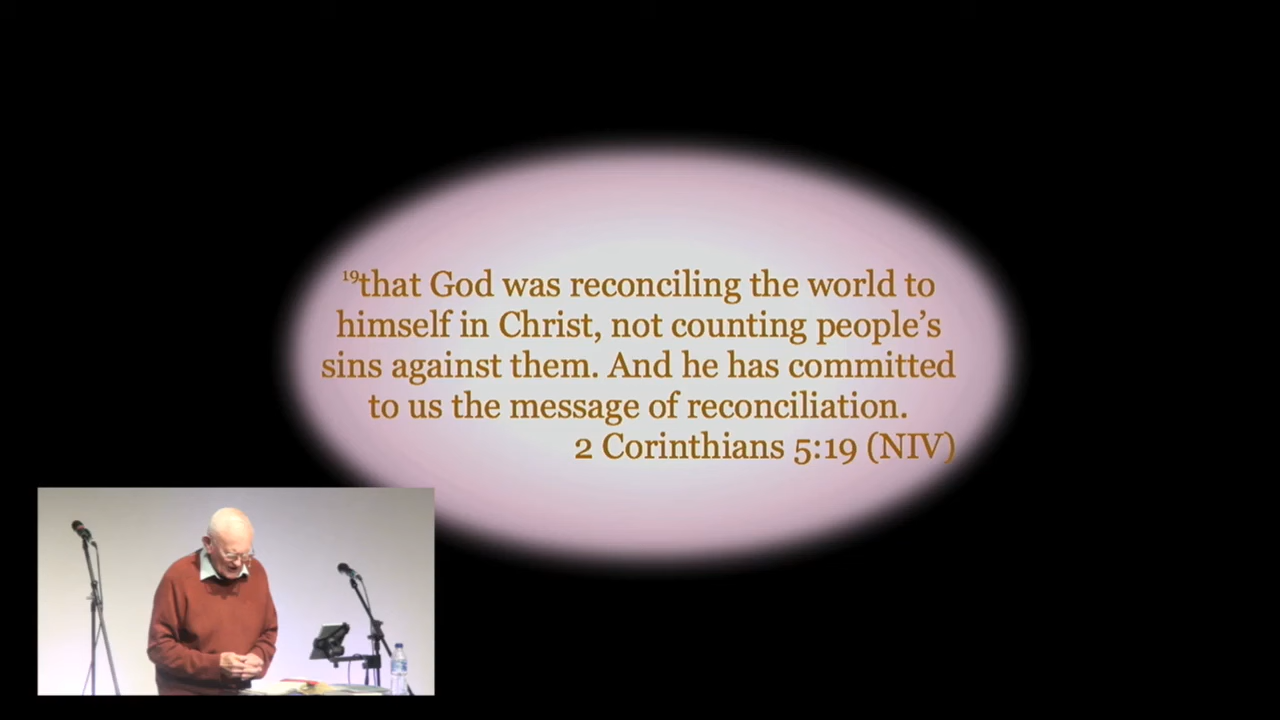 ¹⁹that God was reconciling the world to
himself in Christ, not counting people’s
sins against them. And he has committed
to us the message of reconciliation.
2 Corinthians 5:19 (NIV)